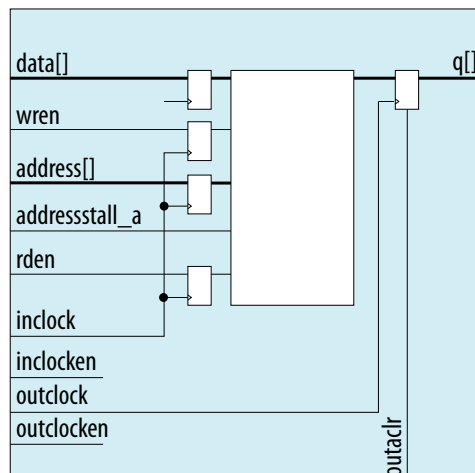 data[]
q[]
wren
address[]
addressstall_a
rden
inclock
inclocken
outclock
outclocken
outaclr